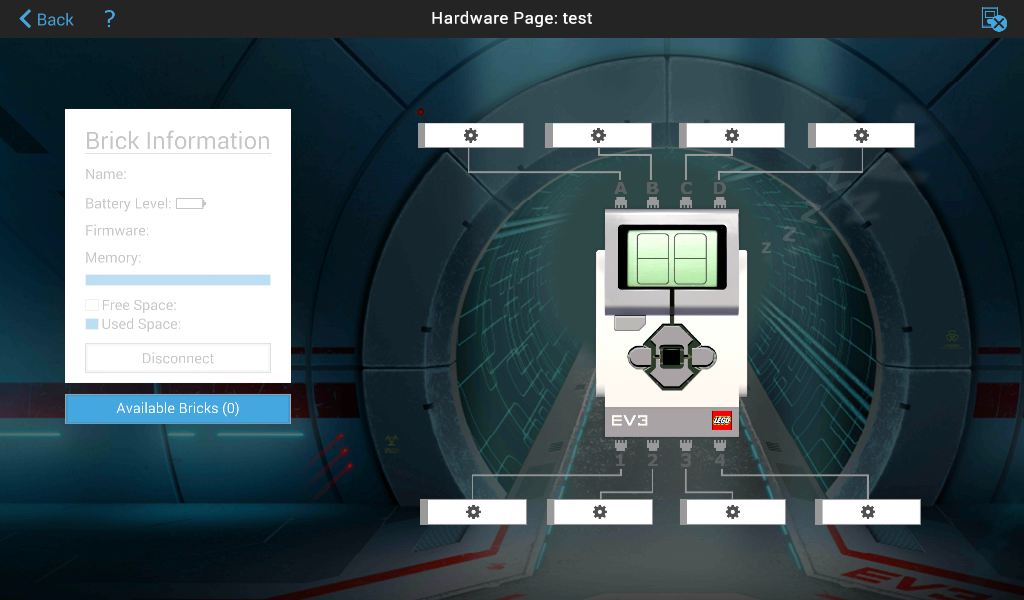 Back ? Hardware Page: test
Brick Information
Name:
Battery Level:
Firmware:
Memory:
Free Space:
Used Space:
Disconnect
Available Bricks (0)
A B C D
Z
Z
Z
Z
EV3 LEGO
1 2 3 4
EV3